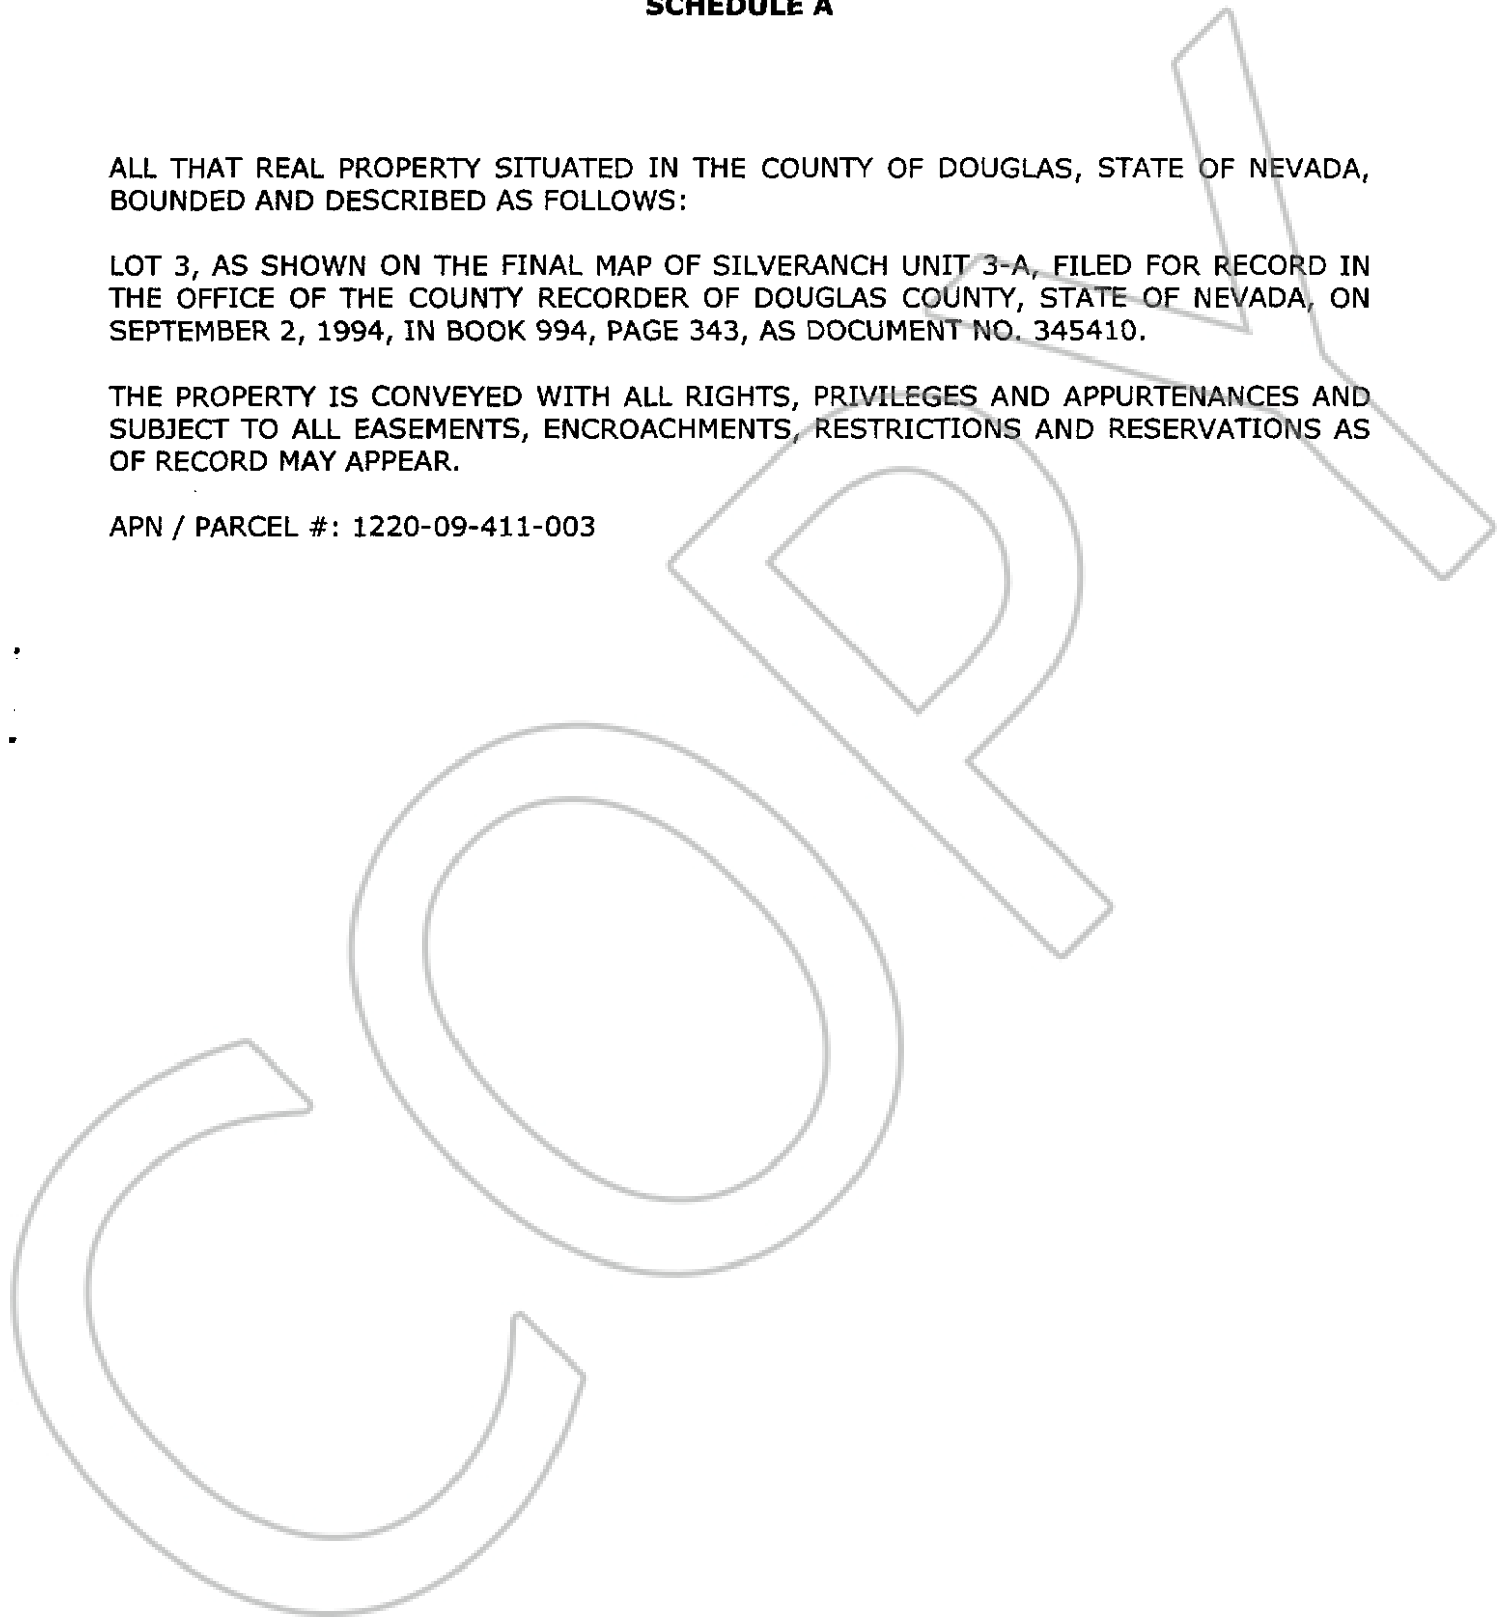 SCHEDULE A
ALL THAT REAL PROPERTY SITUATED IN THE COUNTY OF DOUGLAS, STATE OF NEVADA,
BOUNDED AND DESCRIBED AS FOLLOWS:
LOT 3, AS SHOWN ON THE FINAL MAP OF SILVERANCH UNIT 3-A, FILED FOR RECORD IN
THE OFFICE OF THE COUNTY RECORDER OF DOUGLAS COUNTY, STATE OF NEVADA, ON
SEPTEMBER 2, 1994, IN BOOK 994, PAGE 343, AS DOCUMENT NO. 345410.
THE PROPERTY IS CONVEYED WITH ALL RIGHTS, PRIVILEGES AND APPURTENANCES AND
SUBJECT TO ALL EASEMENTS, ENCROACHMENTS, RESTRICTIONS AND RESERVATIONS AS
OF RECORD MAY APPEAR.
APN / PARCEL #: 1220-09-411-003
COPY